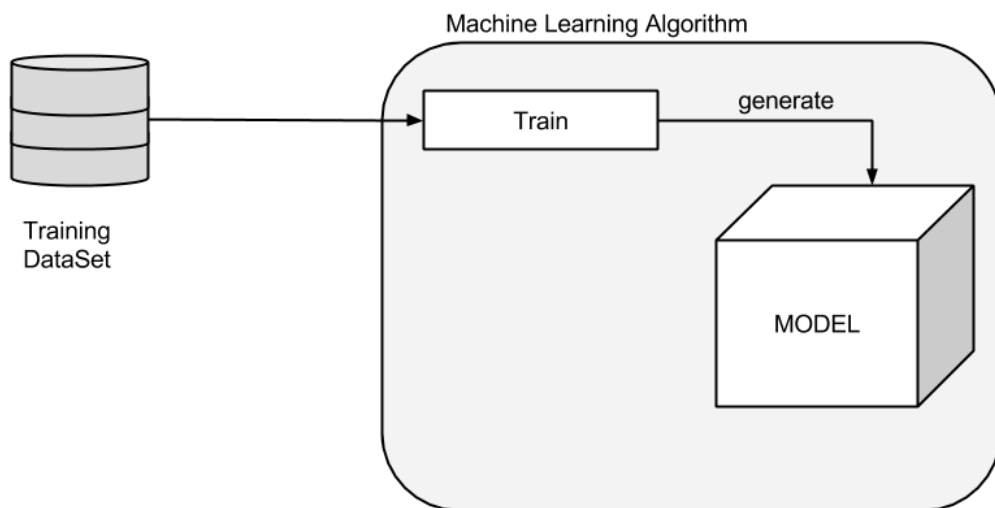 Machine Learning Algorithm
Train
generate
Training
DataSet
MODEL